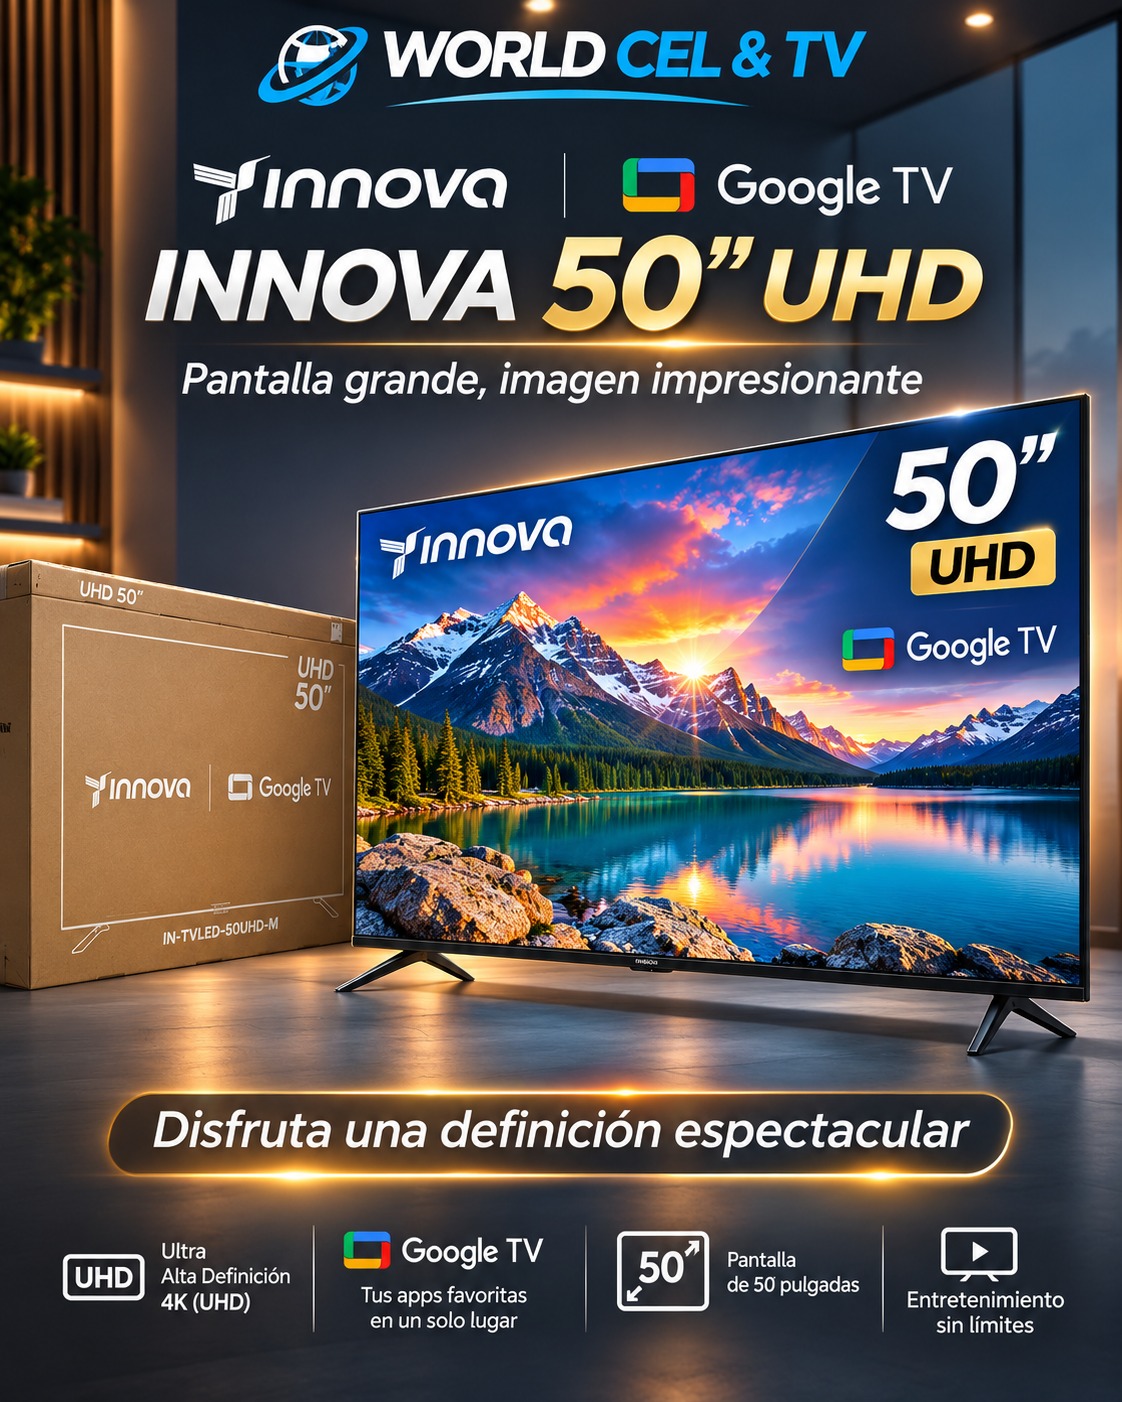 WORLD CEL & TV
innova
Google TV
INNOVA 50” UHD
Pantalla grande, imagen impresionante
innova
50”
UHD
Google TV
UHD 50”
UHD
50”
innova
Google TV
IN-TVLED-50UHD-M
Disfruta una definición espectacular
UHD
Ultra
Alta Definición
4K (UHD)
Google TV
Tus apps favoritas
en un solo lugar
50”
Pantalla
de 50 pulgadas
Entretenimiento
sin límites